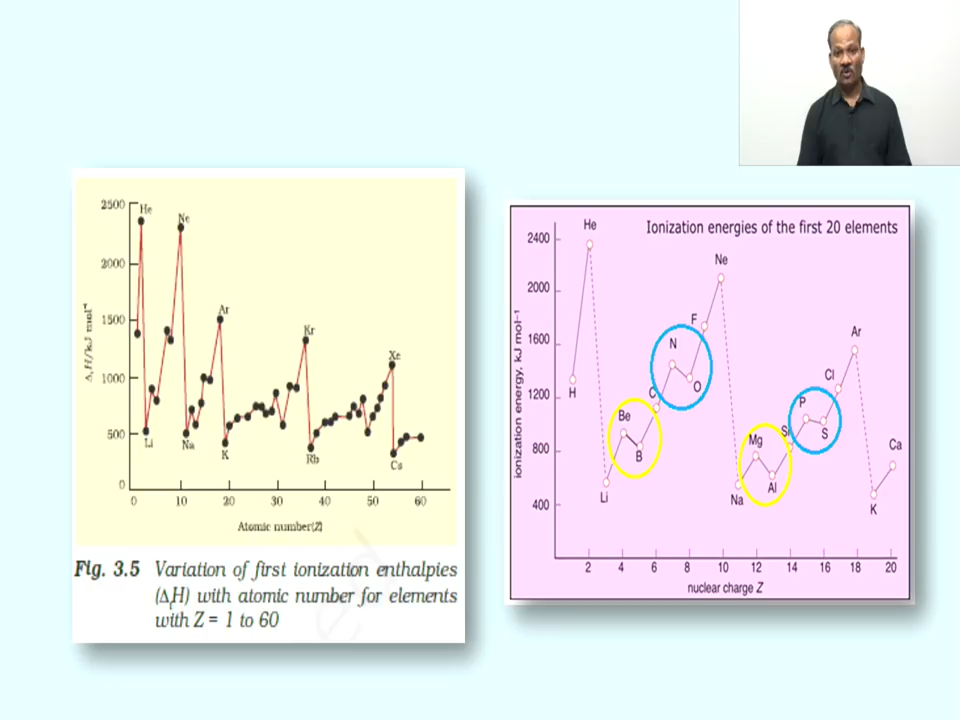 2500
2000
1500
1000
500
0
ΔᵢH/kJ mol⁻¹
He
Ne
Ar
Kr
Xe
Li
Na
K
Rb
Cs
0 10 20 30 40 50 60
Atomic number(Z)
Fig. 3.5 Variation of first ionization enthalpies
(ΔᵢH) with atomic number for elements
with Z = 1 to 60
Ionization energies of the first 20 elements
2400
2000
1600
1200
800
400
ionization energy, kJ mol⁻¹
He
Ne
F
N
O
C
H
Be
B
Li
Ar
Cl
P
S
Si
Mg
Al
Na
Ca
K
2 4 6 8 10 12 14 16 18 20
nuclear charge Z